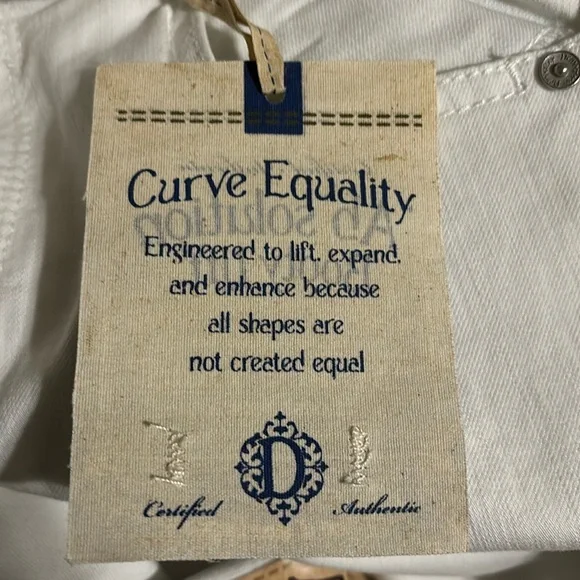 Curve Equality
Engineered to lift, expand,
and enhance because
all shapes are
not created equal
D
Certified
Authentic